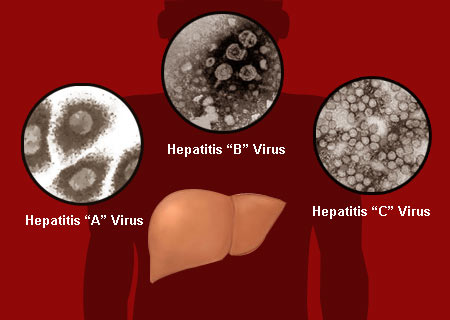 Hepatitis “B” Virus
Hepatitis “A” Virus
Hepatitis “C” Virus